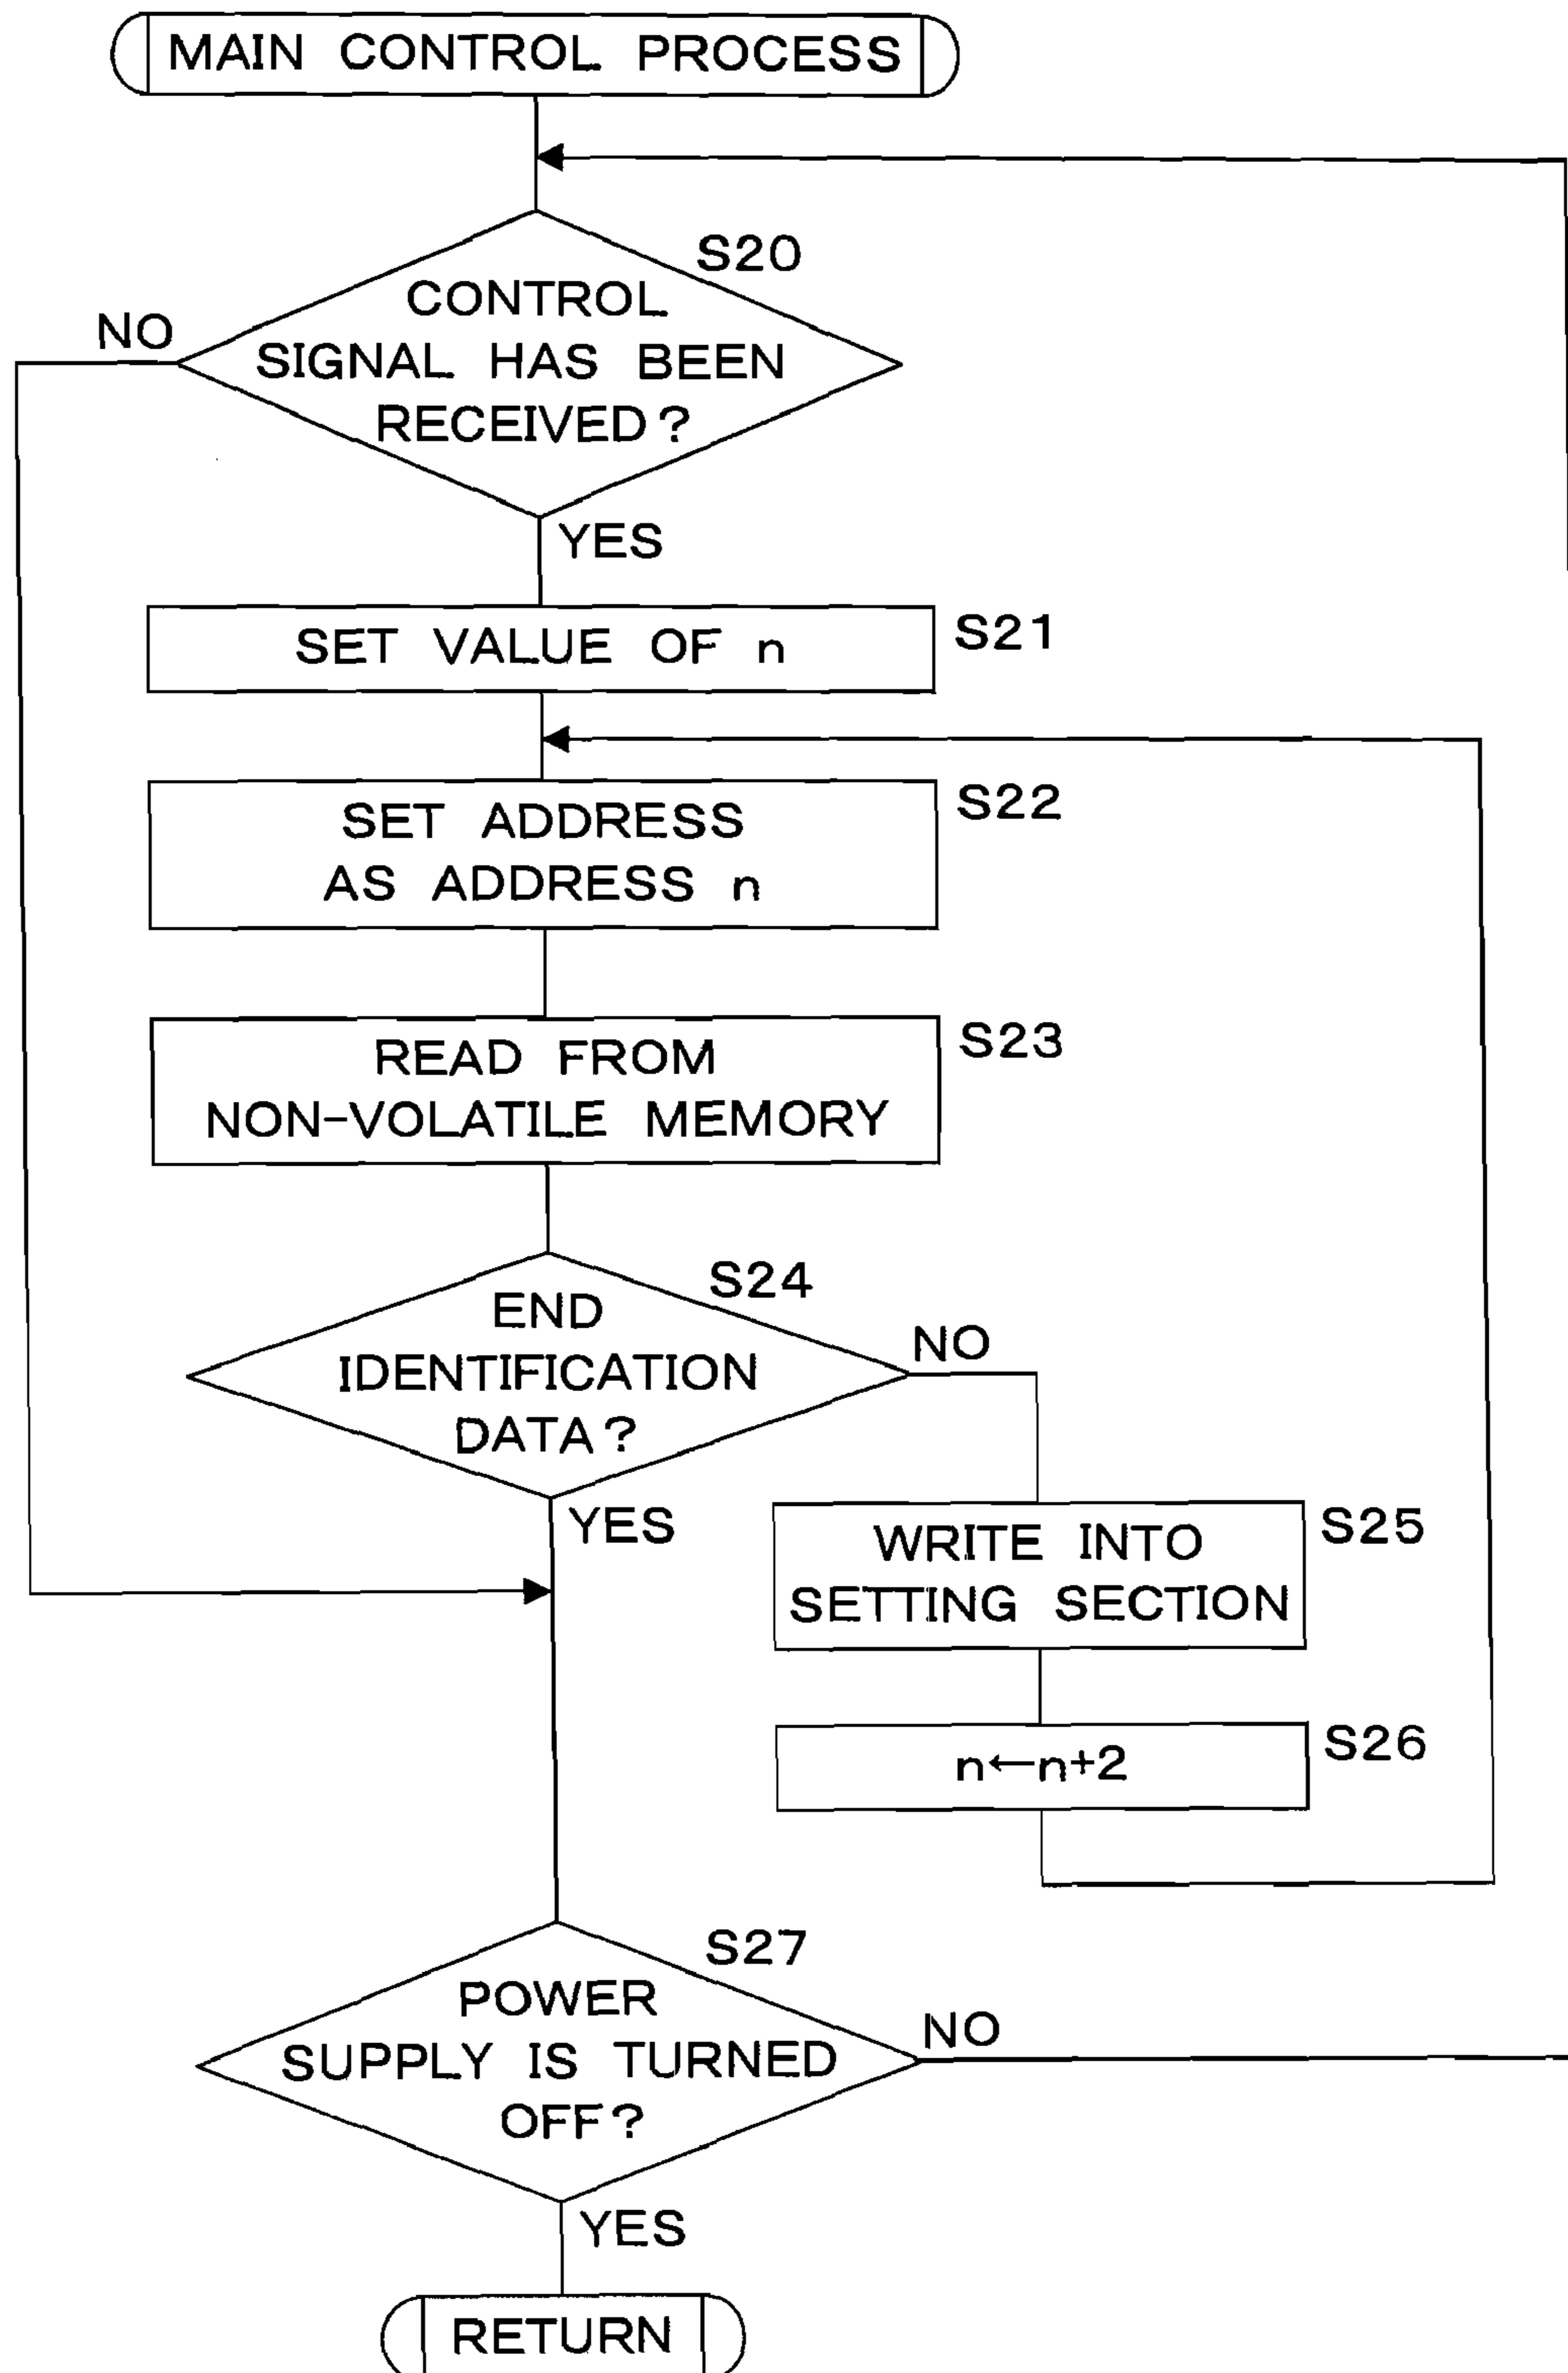 MAIN CONTROL PROCESS
S20
CONTROL
NO
SIGNAL HAS BEEN
RECEIVED?
YES
SET VALUE OF n
S21
SET ADDRESS
AS ADDRESS n
S22
READ FROM
NON-VOLATILE MEMORY
S23
S24
END
IDENTIFICATION
DATA?
NO
YES
WRITE INTO
SETTING SECTION
S25
n←n+2
S26
S27
POWER
SUPPLY IS TURNED
OFF?
NO
YES
RETURN